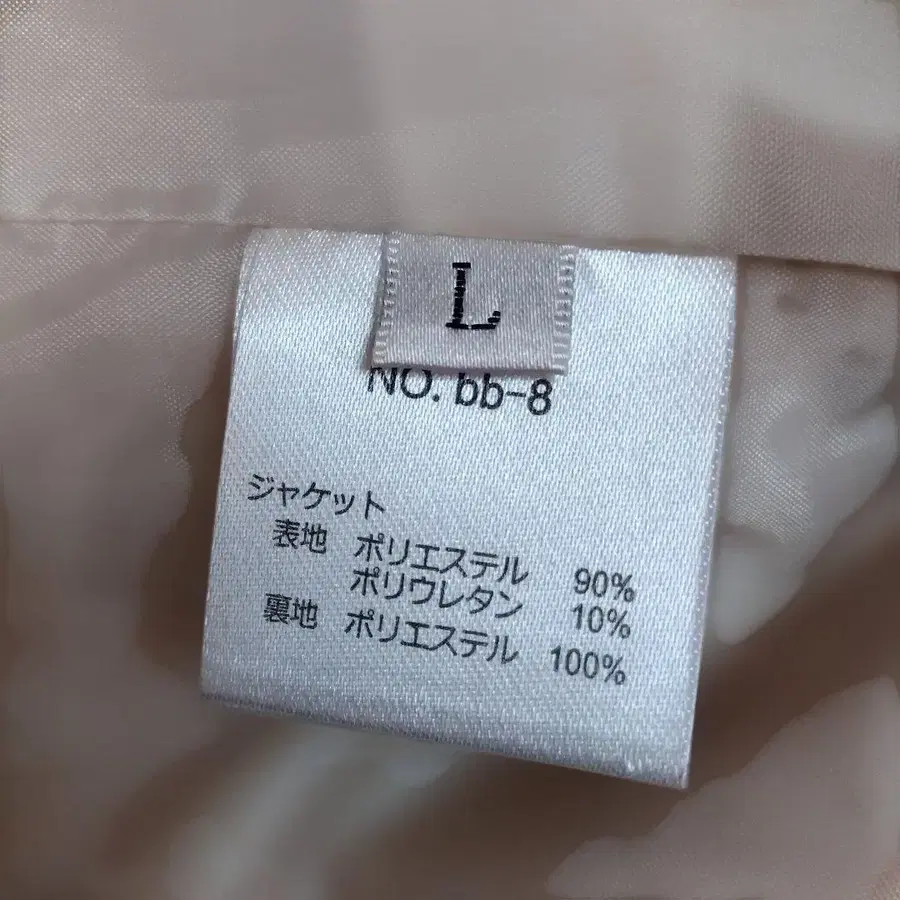 L
NO. bb-8
ジャケット
表地 ポリエステル 90%
ポリウレタン 10%
裏地 ポリエステル 100%